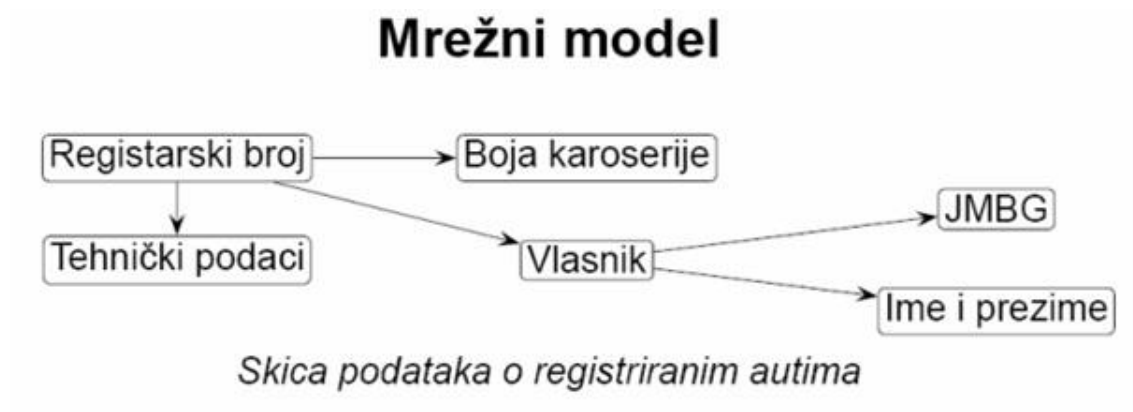 Mrežni model
Registarski broj
Boja karoserije
JMBG
Tehnički podaci
Vlasnik
Ime i prezime
Skica podataka o registriranim autima